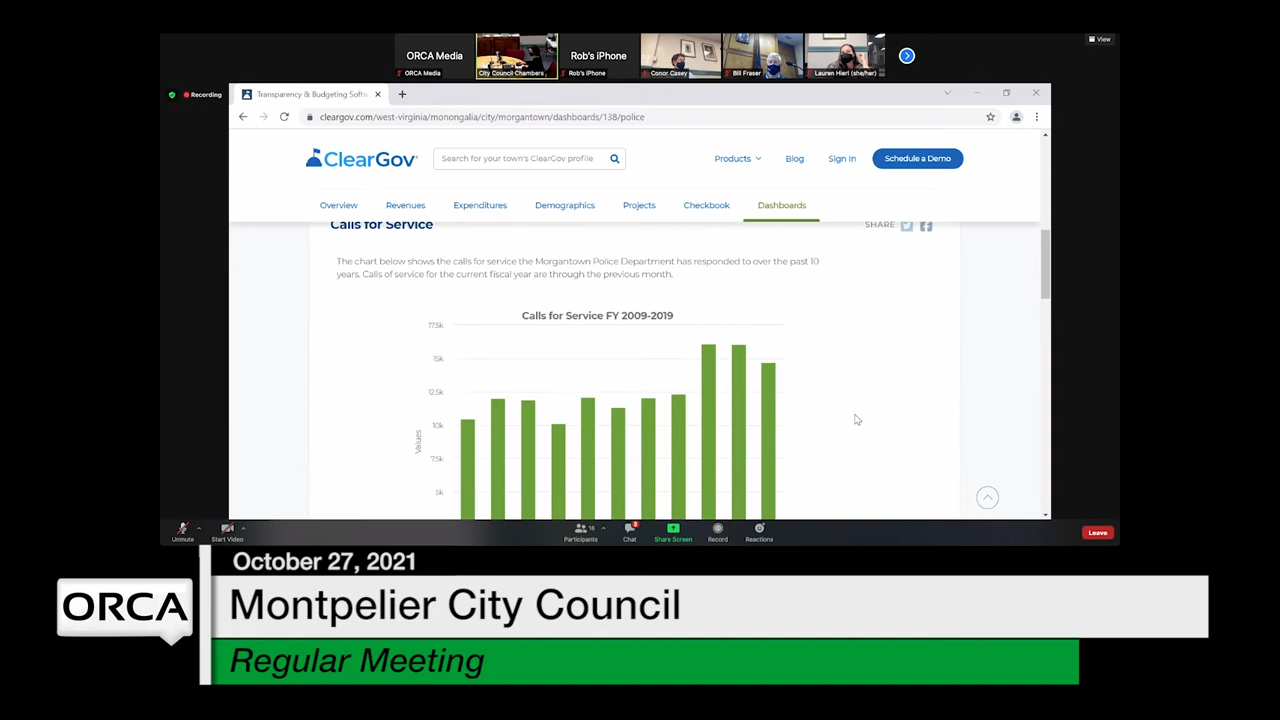 ORCA Media
Rob's iPhone
View
ORCA Media
City Council Chambers
Rob's iPhone
Conor Casey
Bill Fraser
Lauren Hierl (she/her)
Recording
Transparency & Budgeting Softw
cleargov.com/west-virginia/monongalia/city/morgantown/dashboards/138/police
ClearGov
Search for your town's ClearGov profile
Products
Blog
Sign In
Schedule a Demo
Overview
Revenues
Expenditures
Demographics
Projects
Checkbook
Dashboards
Calls for Service
SHARE
The chart below shows the calls for service the Morgantown Police Department has responded to over the past 10
years. Calls of service for the current fiscal year are through the previous month.
Calls for Service FY 2009-2019
17.5k
15k
12.5k
10k
7.5k
5k
Values
Unmute
Start Video
16
Participants
2
Chat
Share Screen
Record
Reactions
Leave
October 27, 2021
ORCA
Montpelier City Council
Regular Meeting